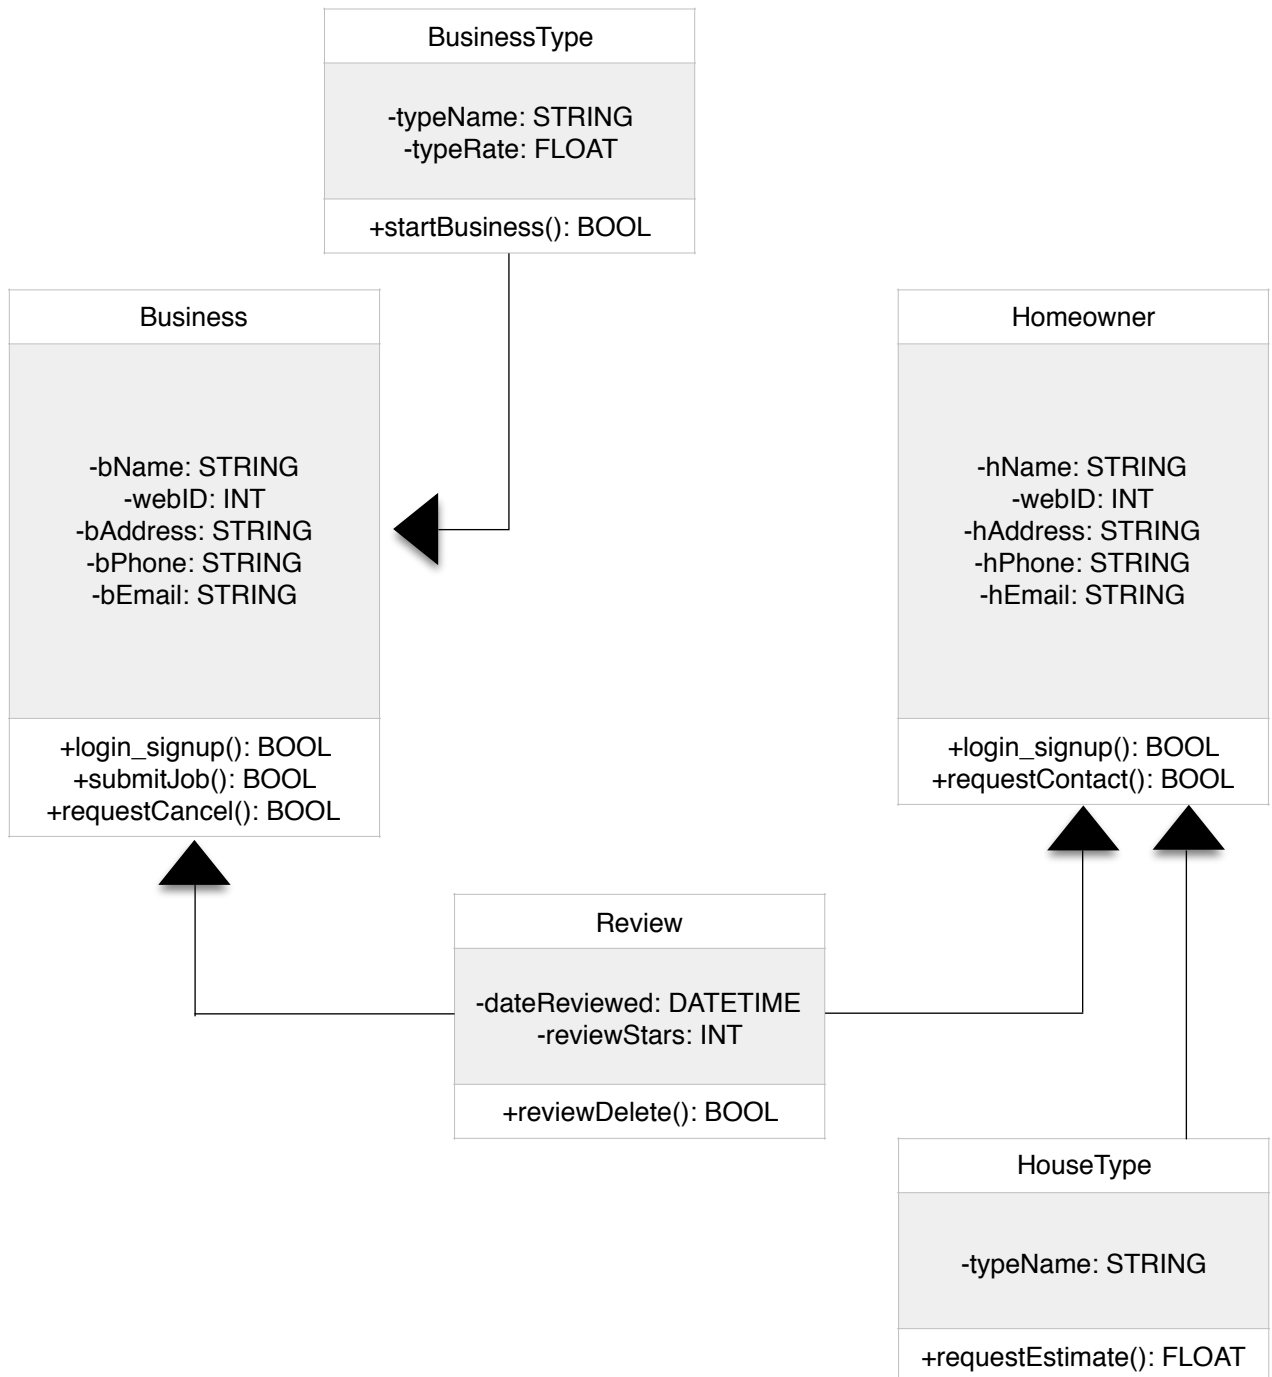 BusinessType
-typeName: STRING
-typeRate: FLOAT
+startBusiness(): BOOL
Business
-bName: STRING
-webID: INT
-bAddress: STRING
-bPhone: STRING
-bEmail: STRING
+login_signup(): BOOL
+submitJob(): BOOL
+requestCancel(): BOOL
Homeowner
-hName: STRING
-webID: INT
-hAddress: STRING
-hPhone: STRING
-hEmail: STRING
+login_signup(): BOOL
+requestContact(): BOOL
Review
-dateReviewed: DATETIME
-reviewStars: INT
+reviewDelete(): BOOL
HouseType
-typeName: STRING
+requestEstimate(): FLOAT